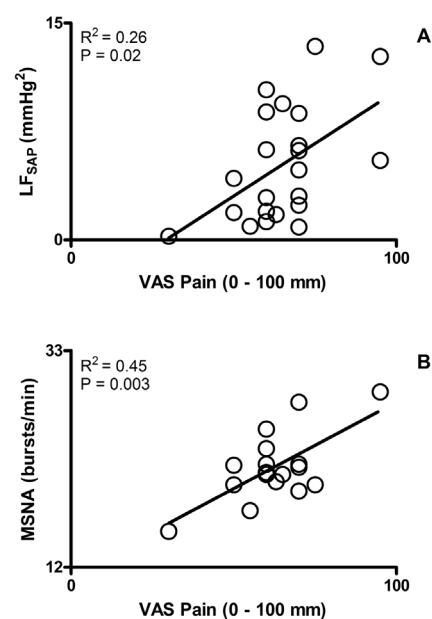 15
R² = 0.26
P = 0.02
A
LFSAP (mmHg²)
0
0
100
VAS Pain (0 - 100 mm)
33
R² = 0.45
P = 0.003
B
MSNA (bursts/min)
12
0
100
VAS Pain (0 - 100 mm)